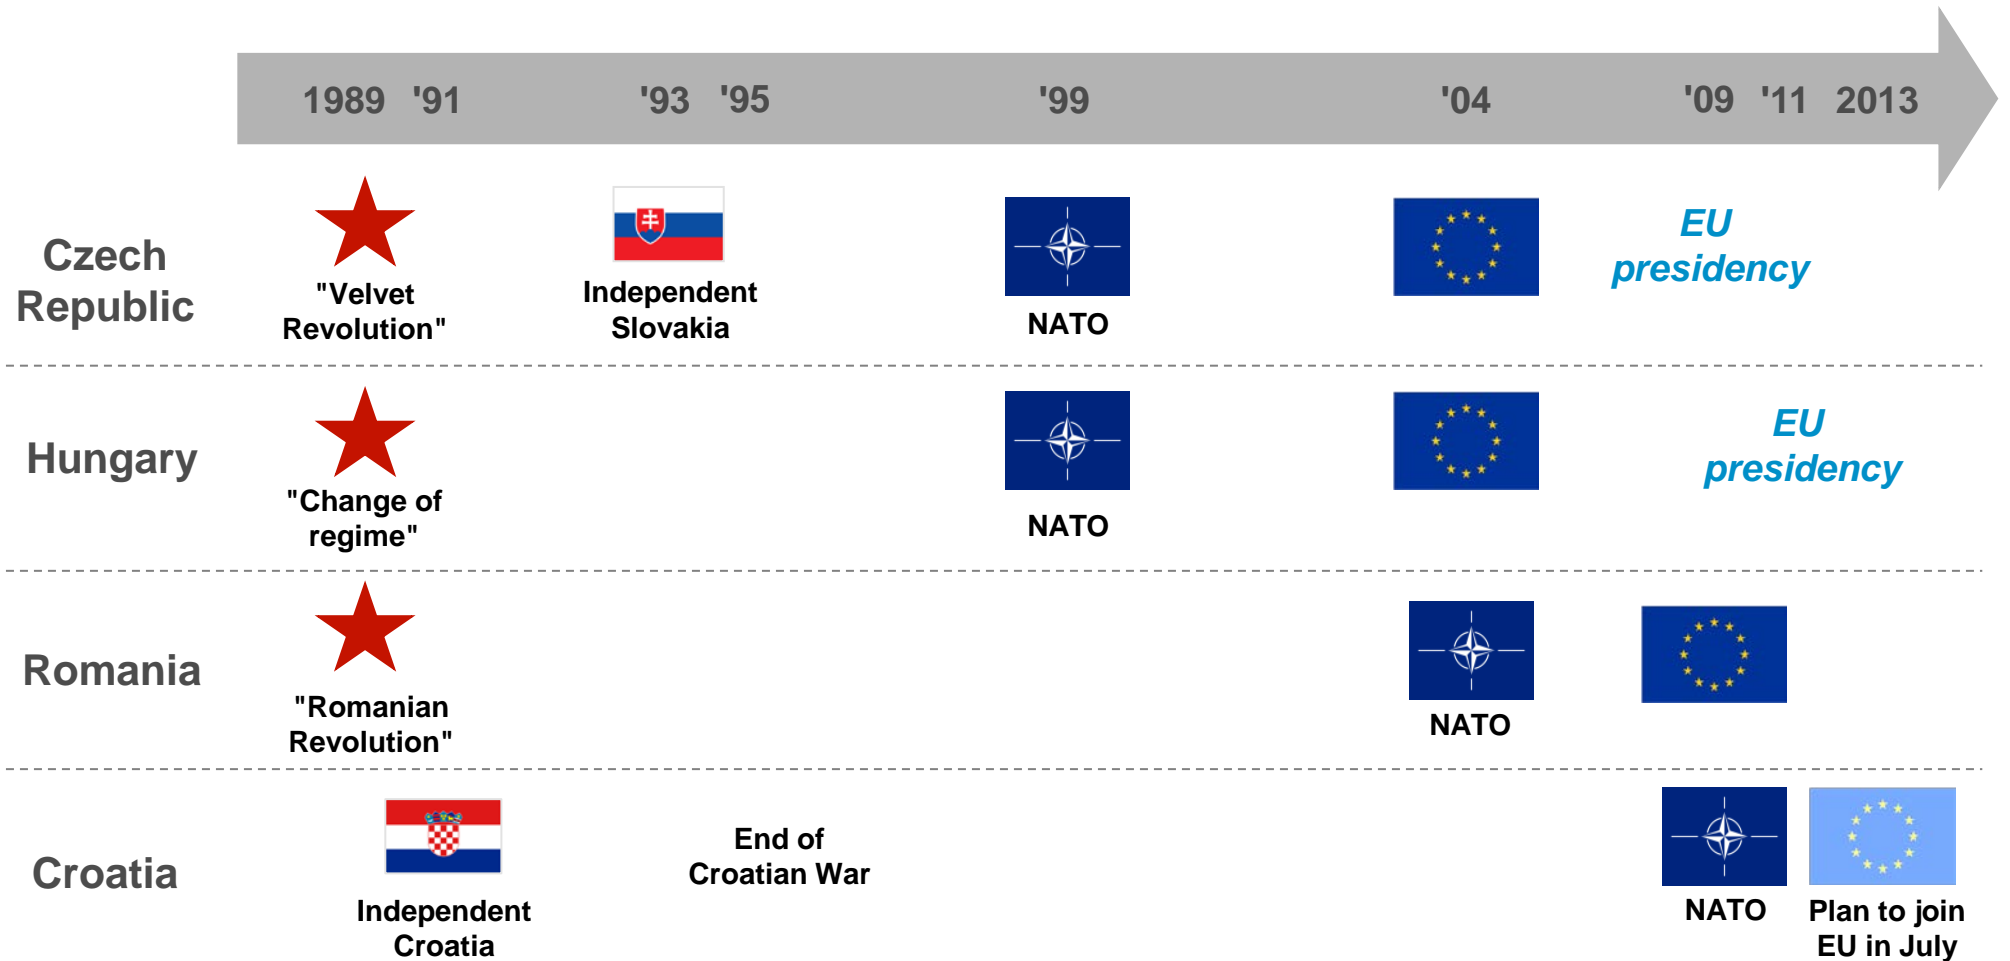 1989 '91 '93 '95 '99 '04 '09 '11 2013
Czech
Republic
"Velvet
Revolution"
Independent
Slovakia
NATO
EU
presidency
Hungary
"Change of
regime"
NATO
EU
presidency
Romania
"Romanian
Revolution"
NATO
Croatia
Independent
Croatia
End of
Croatian War
NATO
Plan to join
EU in July